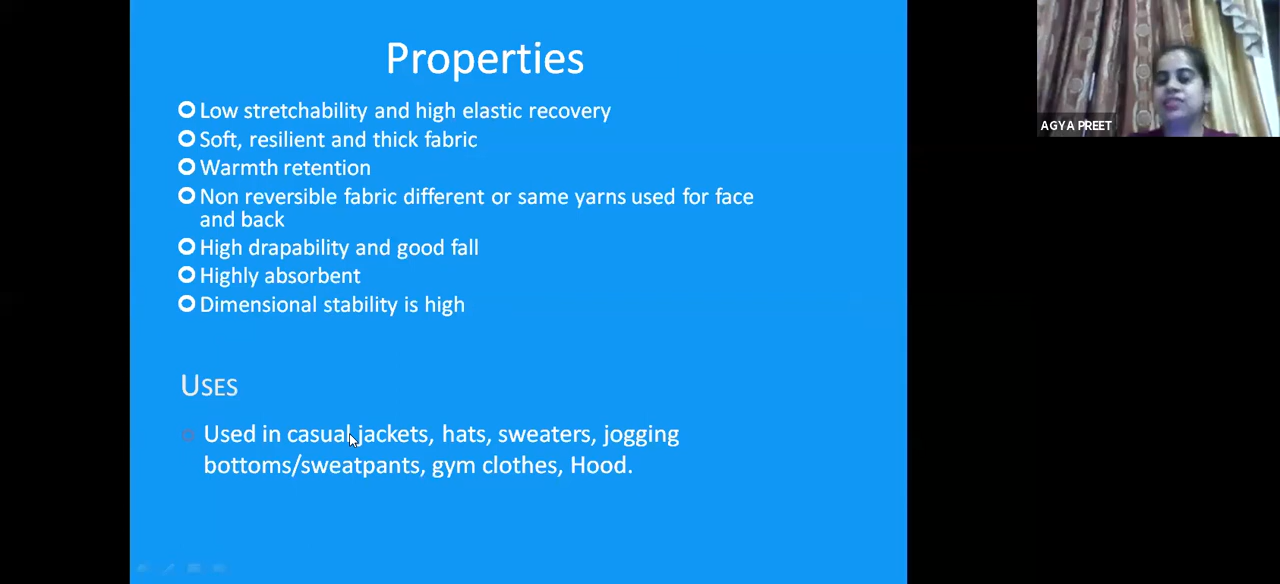 Properties
Low stretchability and high elastic recovery
Soft, resilient and thick fabric
Warmth retention
Non reversible fabric different or same yarns used for face
and back
High drapability and good fall
Highly absorbent
Dimensional stability is high
USES
Used in casual jackets, hats, sweaters, jogging
bottoms/sweatpants, gym clothes, Hood.
AGYA PREET